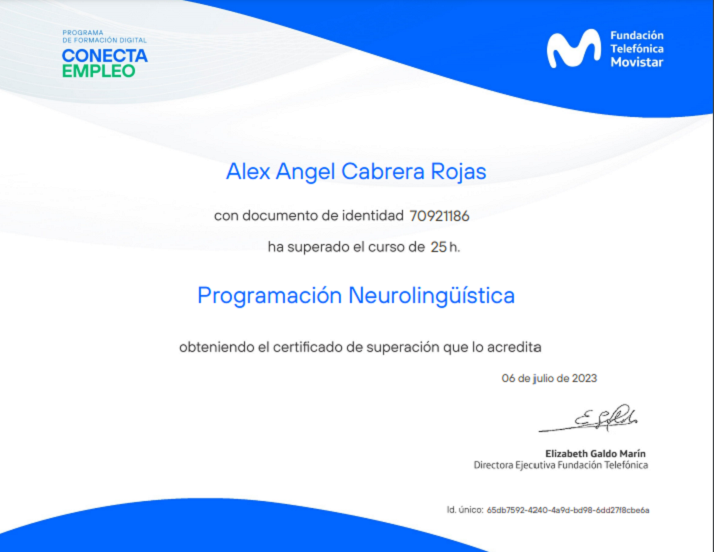 PROGRAMA
DE FORMACIÓN DIGITAL
CONECTA
EMPLEO
Fundación
Telefónica
Movistar
Alex Angel Cabrera Rojas
con documento de identidad 70921186
ha superado el curso de 25 h.
Programación Neurolingüística
obteniendo el certificado de superación que lo acredita
06 de julio de 2023
Elizabeth Galdo Marín
Directora Ejecutiva Fundación Telefónica
Id. único: 65db7592-4240-4a9d-bd98-6dd27f8cbe6a